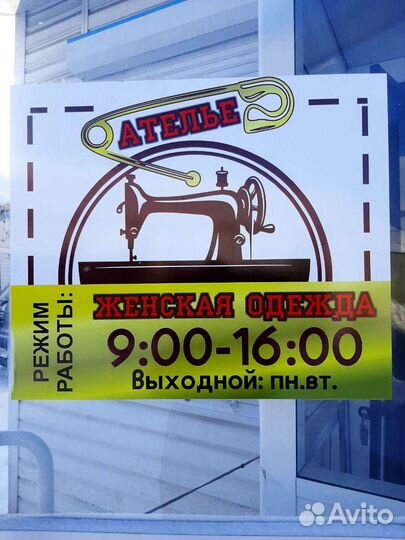 АТЕЛЬЕ
РЕЖИМ
РАБОТЫ:
ЖЕНСКАЯ ОДЕЖДА
9:00-16:00
Выходной: пн.вт.
Avito